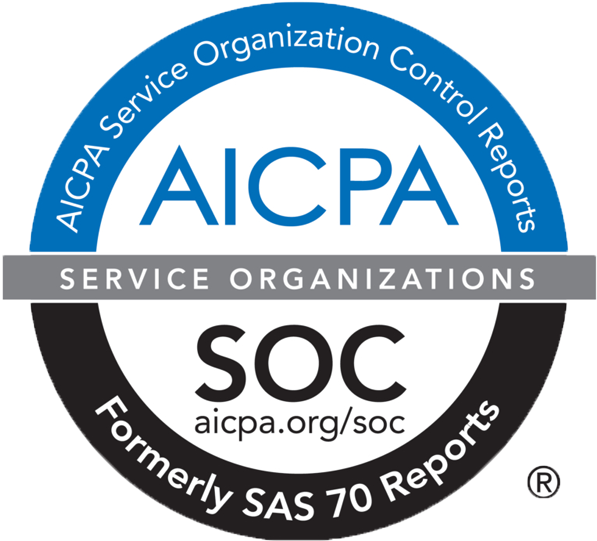 AICPA Service Organization Control Reports
AICPA
SERVICE ORGANIZATIONS
SOC
aicpa.org/soc
Formerly SAS 70 Reports
®